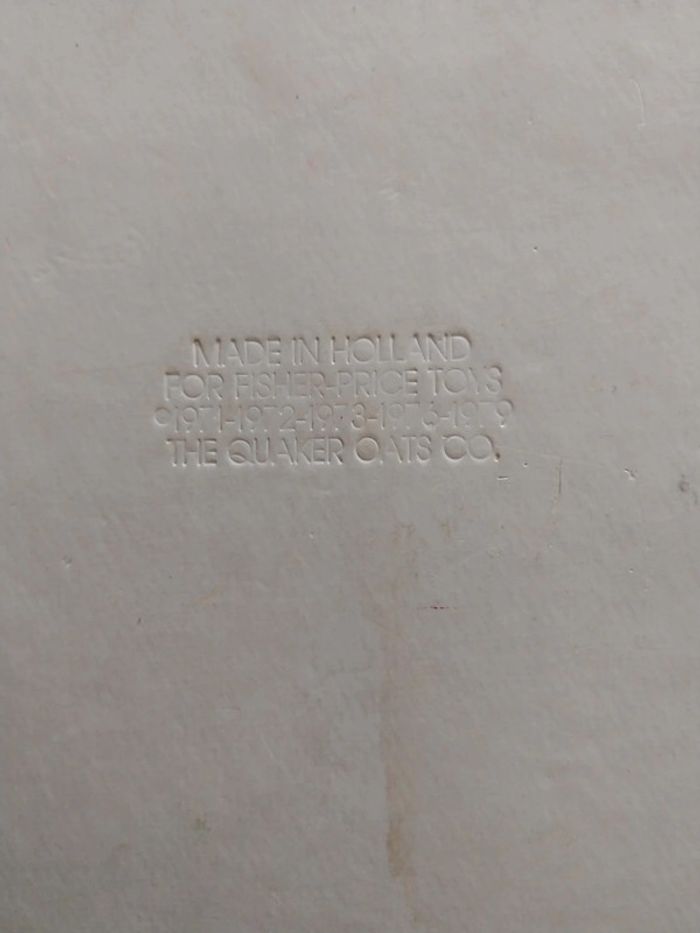 MADE IN HOLLAND
FOR FISHER-PRICE TOYS
©1971-1972-1973-1976-1979
THE QUAKER OATS CO.